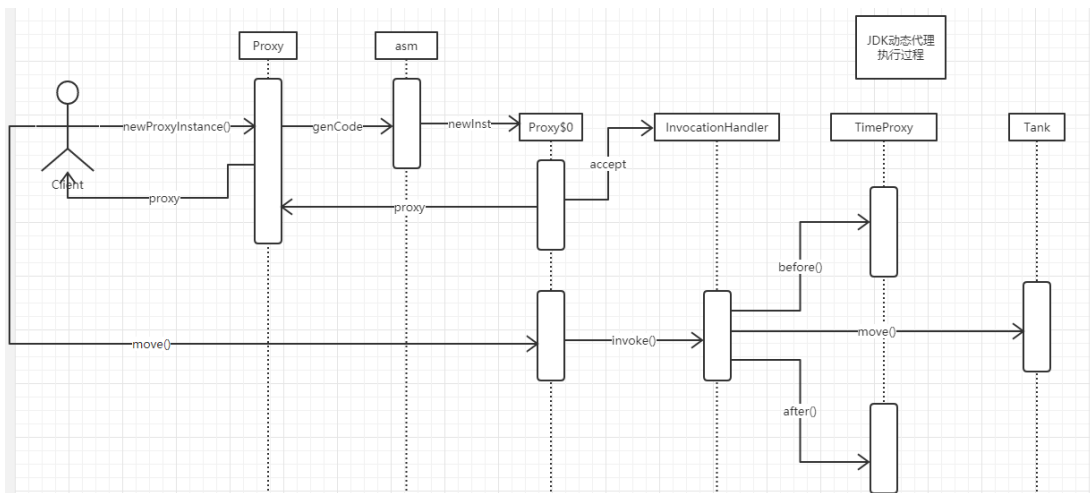 JDK动态代理
执行过程
Proxy
asm
newProxyInstance()
genCode
newInst
Proxy$0
InvocationHandler
TimeProxy
Tank
accept
Client
proxy
proxy
before()
move()
invoke()
move()
after()